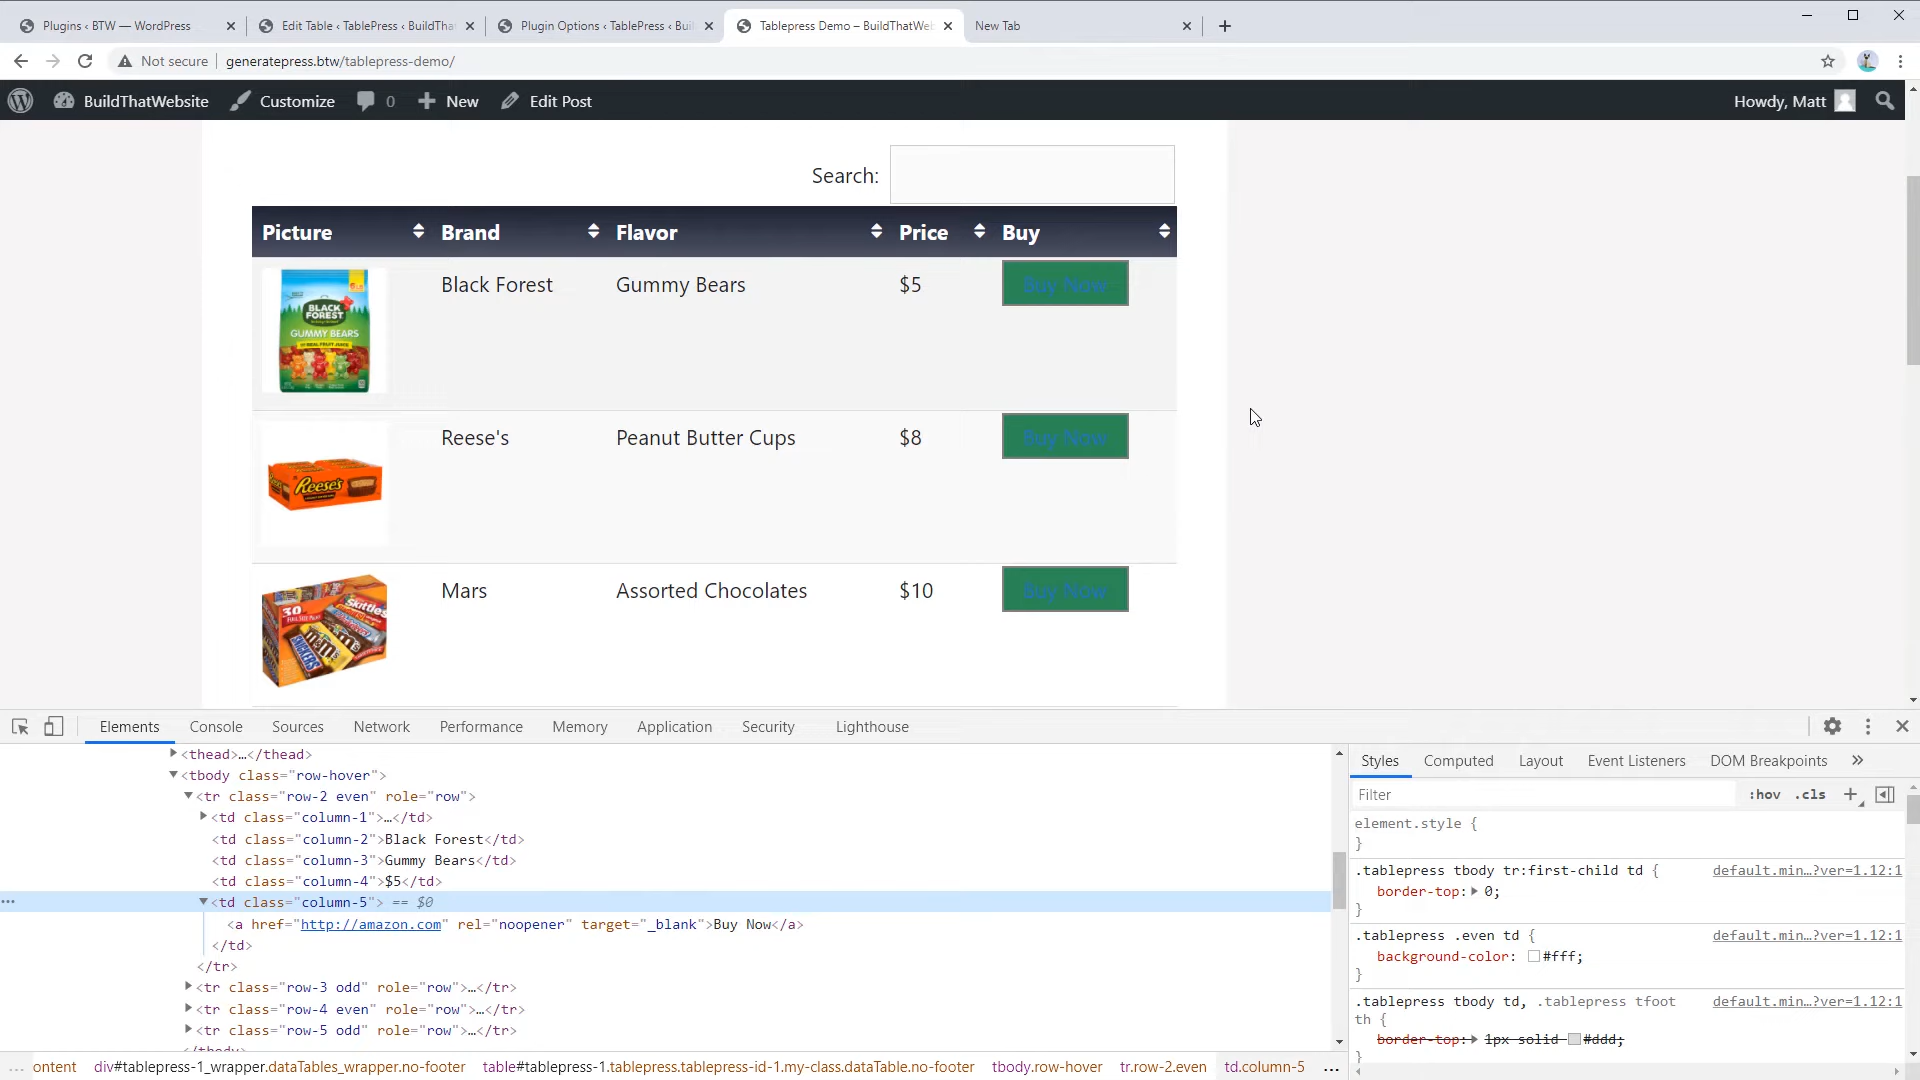 Plugins ‹ BTW — WordPress
Edit Table ‹ TablePress ‹ BuildTha
Plugin Options ‹ TablePress ‹ Buil
Tablepress Demo – BuildThatWeb
New Tab
Not secure generatepress.btw/tablepress-demo/
BuildThatWebsite Customize 0 New Edit Post Howdy, Matt
Search:
Picture Brand Flavor Price Buy
Black Forest Gummy Bears $5 Buy Now
BLACK FOREST
GUMMY BEARS
Reese's Peanut Butter Cups $8 Buy Now
Reese's
Mars Assorted Chocolates $10 Buy Now
30
Skittles
SNICKERS
Elements Console Sources Network Performance Memory Application Security Lighthouse
<thead>…</thead>
<tbody class="row-hover">
<tr class="row-2 even" role="row">
<td class="column-1">…</td>
<td class="column-2">Black Forest</td>
<td class="column-3">Gummy Bears</td>
<td class="column-4">$5</td>
<td class="column-5"> == $0
<a href="http://amazon.com" rel="noopener" target="_blank">Buy Now</a>
</td>
</tr>
<tr class="row-3 odd" role="row">…</tr>
<tr class="row-4 even" role="row">…</tr>
<tr class="row-5 odd" role="row">…</tr>
</tbody>
... ontent div#tablepress-1_wrapper.dataTables_wrapper.no-footer table#tablepress-1.tablepress.tablepress-id-1.my-class.dataTable.no-footer tbody.row-hover tr.row-2.even td.column-5 ...
Styles Computed Layout Event Listeners DOM Breakpoints »
Filter :hov .cls +
element.style {
}
.tablepress tbody tr:first-child td { default.min…?ver=1.12:1
border-top: 0;
}
.tablepress .even td { default.min…?ver=1.12:1
background-color: #fff;
}
.tablepress tbody td, .tablepress tfoot default.min…?ver=1.12:1
th {
border-top: 1px solid #ddd;
}